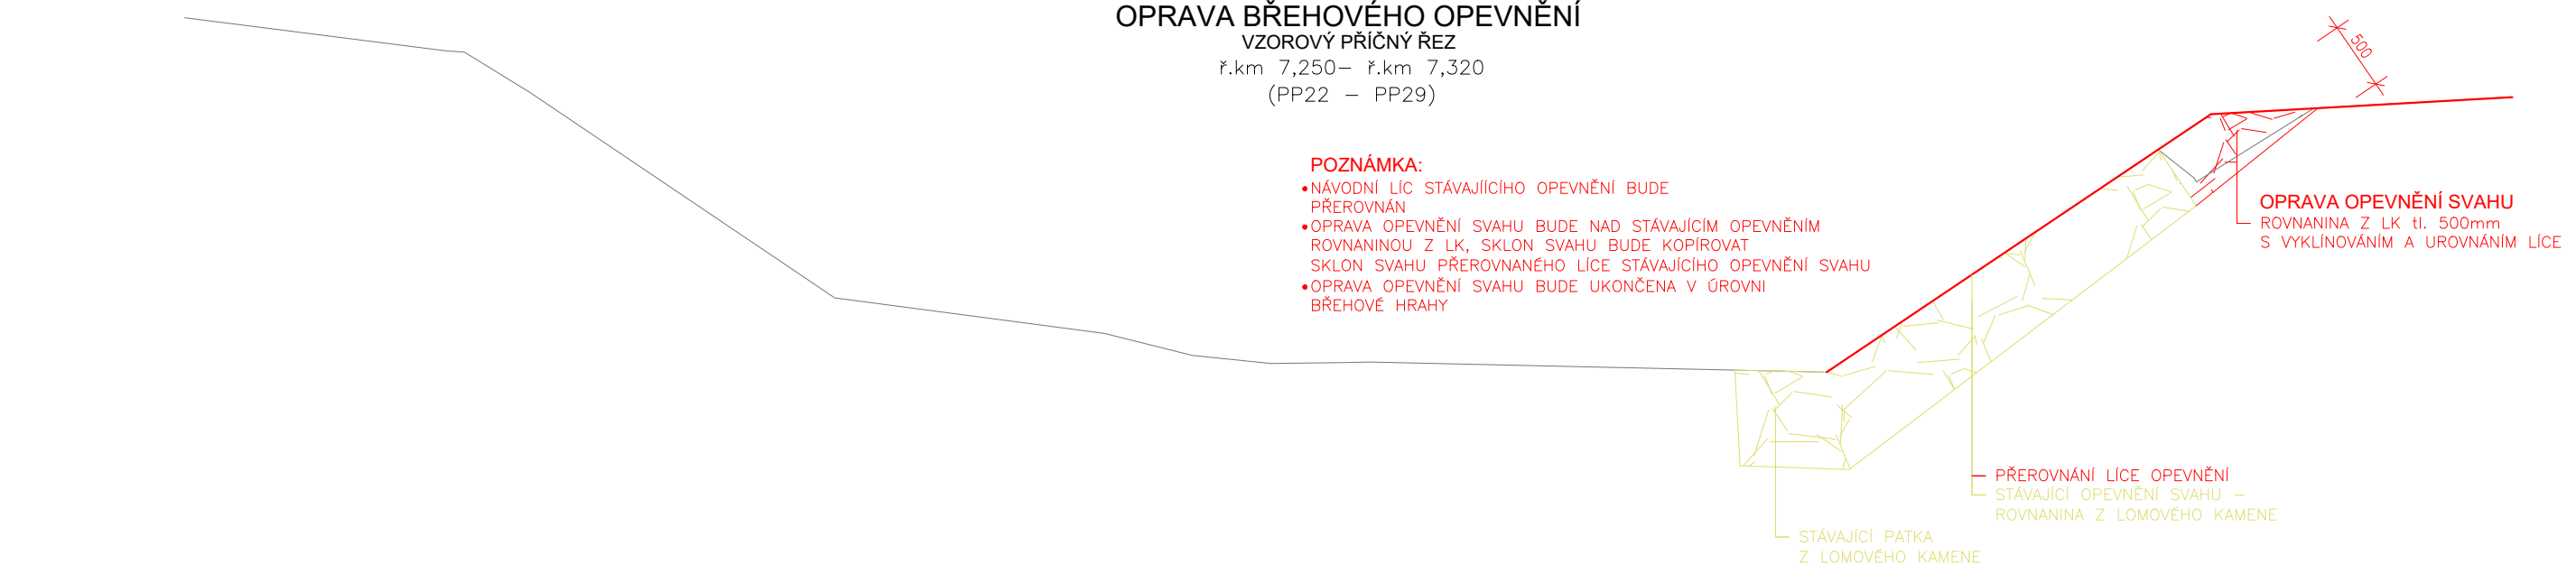 OPRAVA BŘEHOVÉHO OPEVNĚNÍ
VZOROVÝ PŘÍČNÝ ŘEZ
ř.km 7,250– ř.km 7,320
(PP22 – PP29)
500
POZNÁMKA:
•NÁVODNÍ LÍC STÁVAJÍÍCÍHO OPEVNĚNÍ BUDE
PŘEROVNÁN
•OPRAVA OPEVNĚNÍ SVAHU BUDE NAD STÁVAJÍCÍM OPEVNĚNÍM
ROVNANINOU Z LK, SKLON SVAHU BUDE KOPÍROVAT
SKLON SVAHU PŘEROVNANÉHO LÍCE STÁVAJÍCÍHO OPEVNĚNÍ SVAHU
•OPRAVA OPEVNĚNÍ SVAHU BUDE UKONČENA V ÚROVNI
BŘEHOVÉ HRAHY
OPRAVA OPEVNĚNÍ SVAHU
ROVNANINA Z LK tl. 500mm
S VYKLÍNOVÁNÍM A UROVNÁNÍM LÍCE
PŘEROVNÁNÍ LÍCE OPEVNĚNÍ
STÁVAJÍCÍ OPEVNĚNÍ SVAHU –
ROVNANINA Z LOMOVÉHO KAMENE
STÁVAJÍCÍ PATKA
Z LOMOVÉHO KAMENE